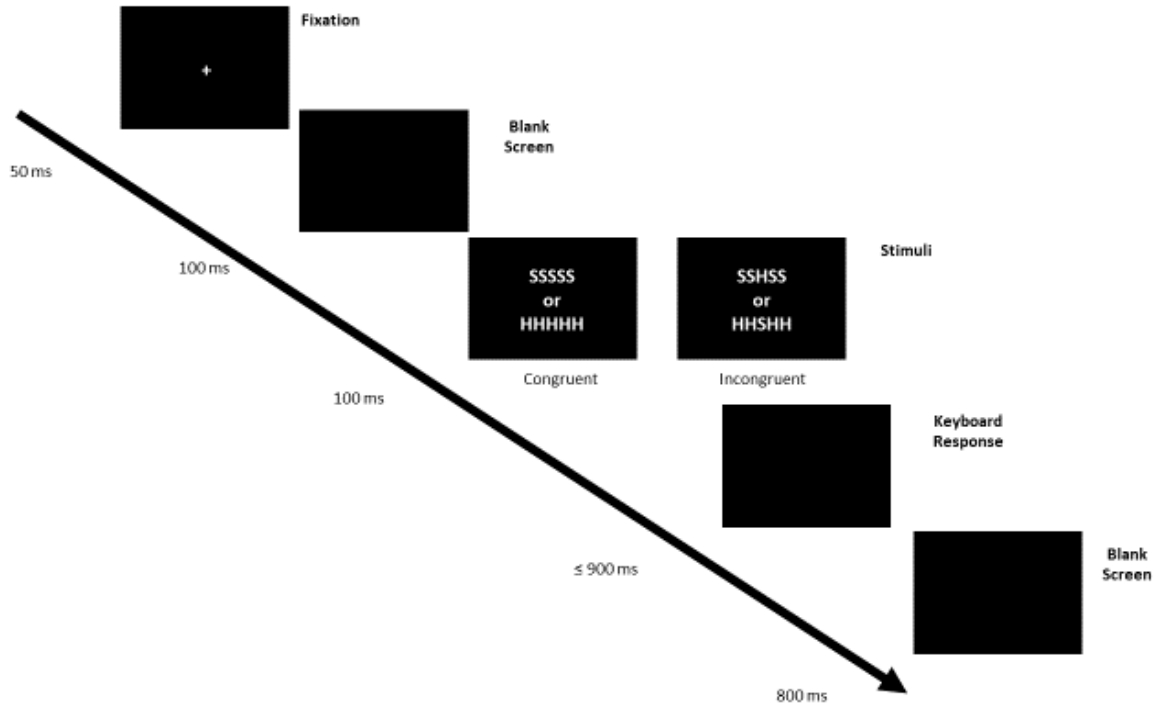 Fixation
+
50 ms
Blank
Screen
100 ms
SSSSS
or
HHHHH
Congruent
SSHSS
or
HHSHH
Incongruent
Stimuli
100 ms
Keyboard
Response
≤ 900 ms
Blank
Screen
800 ms